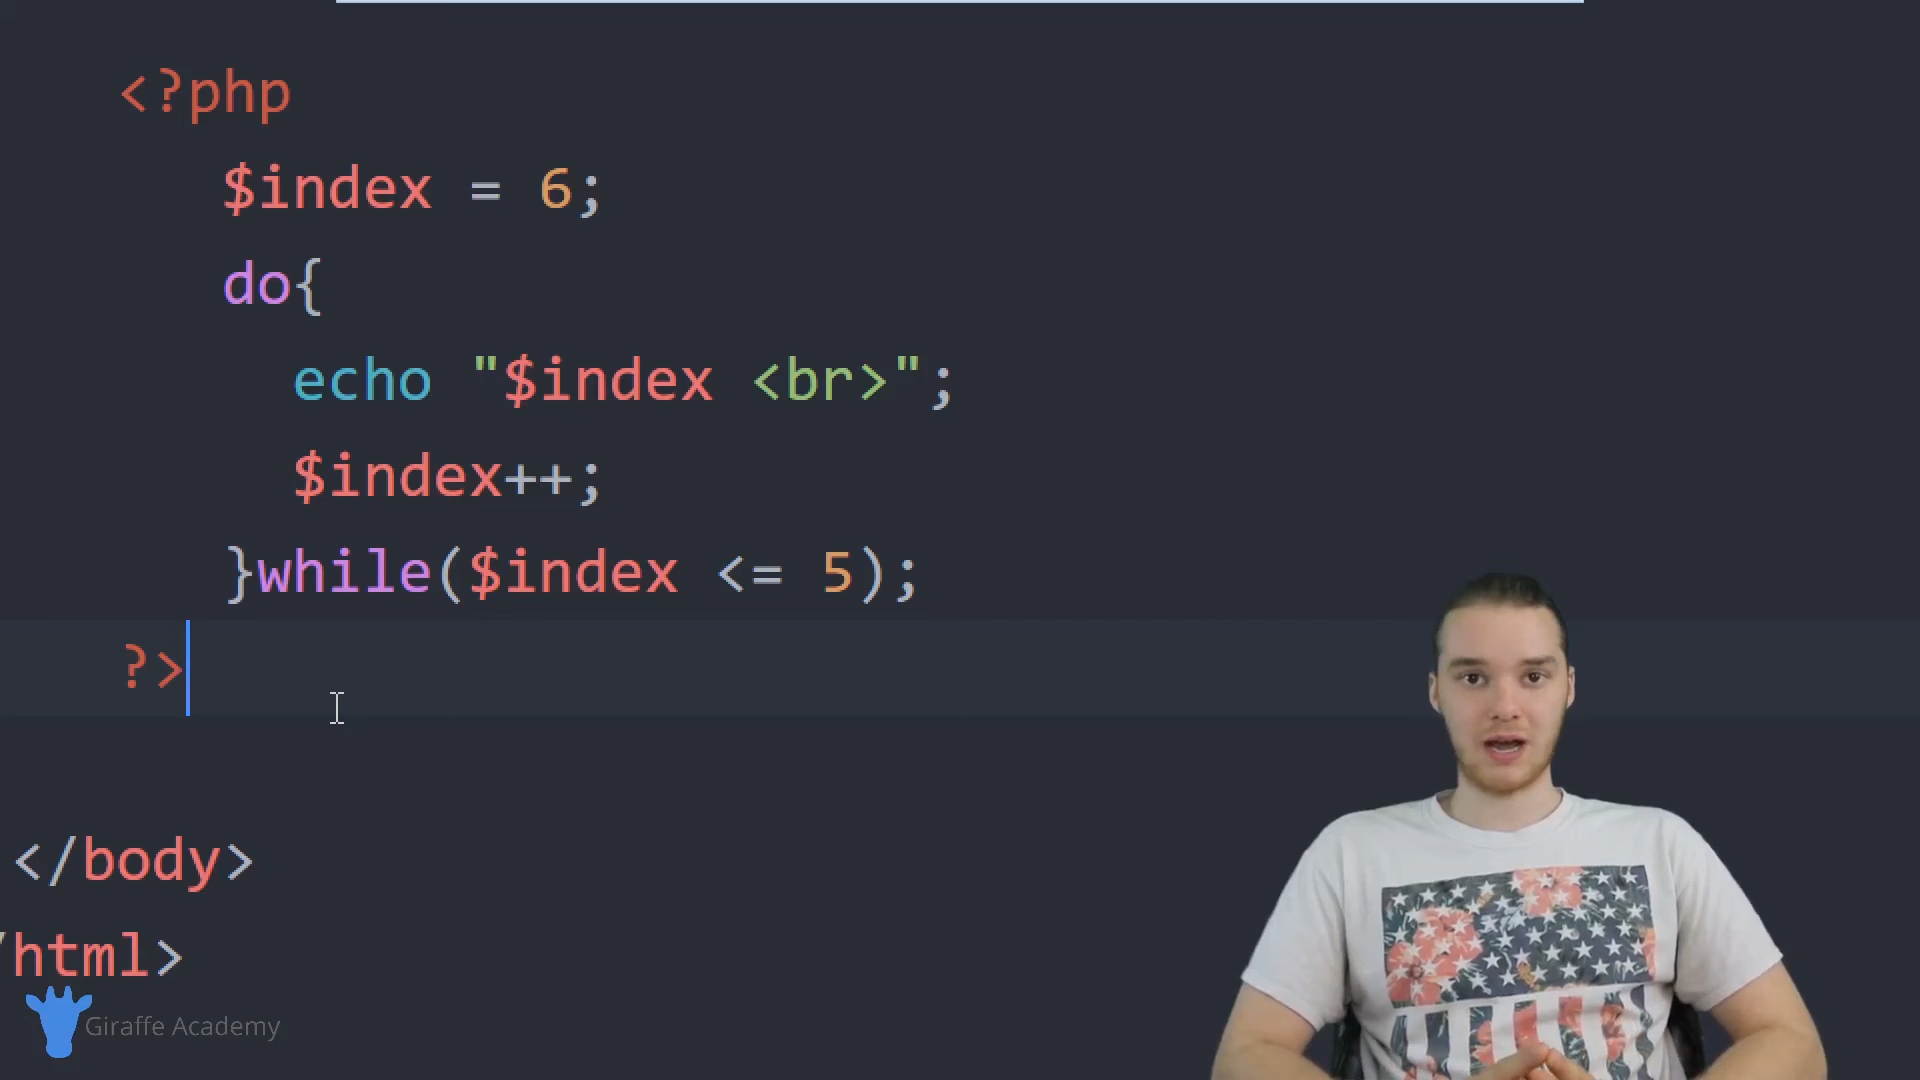 <?php
$index = 6;
do{
echo "$index <br>";
$index++;
}while($index <= 5);
?>
</body>
/html>
Giraffe Academy